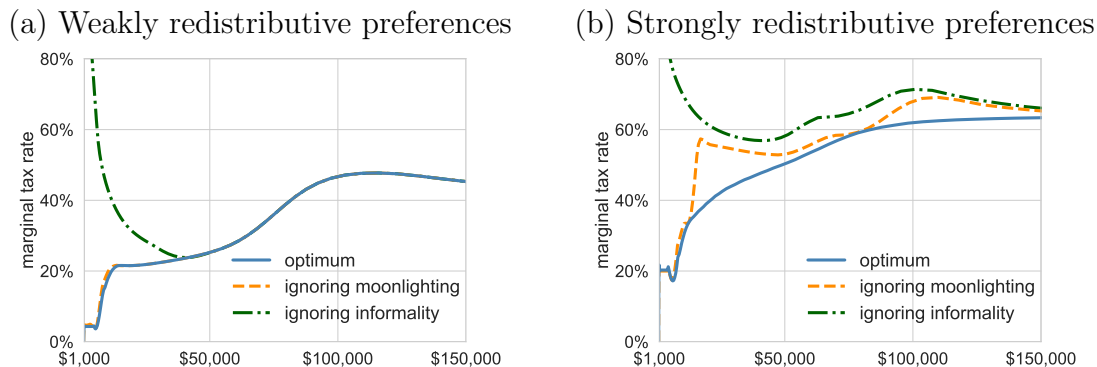 (a) Weakly redistributive preferences
marginal tax rate
80%
60%
40%
20%
0%
$1,000
$50,000
$100,000
$150,000
optimum
ignoring moonlighting
ignoring informality
(b) Strongly redistributive preferences
marginal tax rate
80%
60%
40%
20%
0%
$1,000
$50,000
$100,000
$150,000
optimum
ignoring moonlighting
ignoring informality